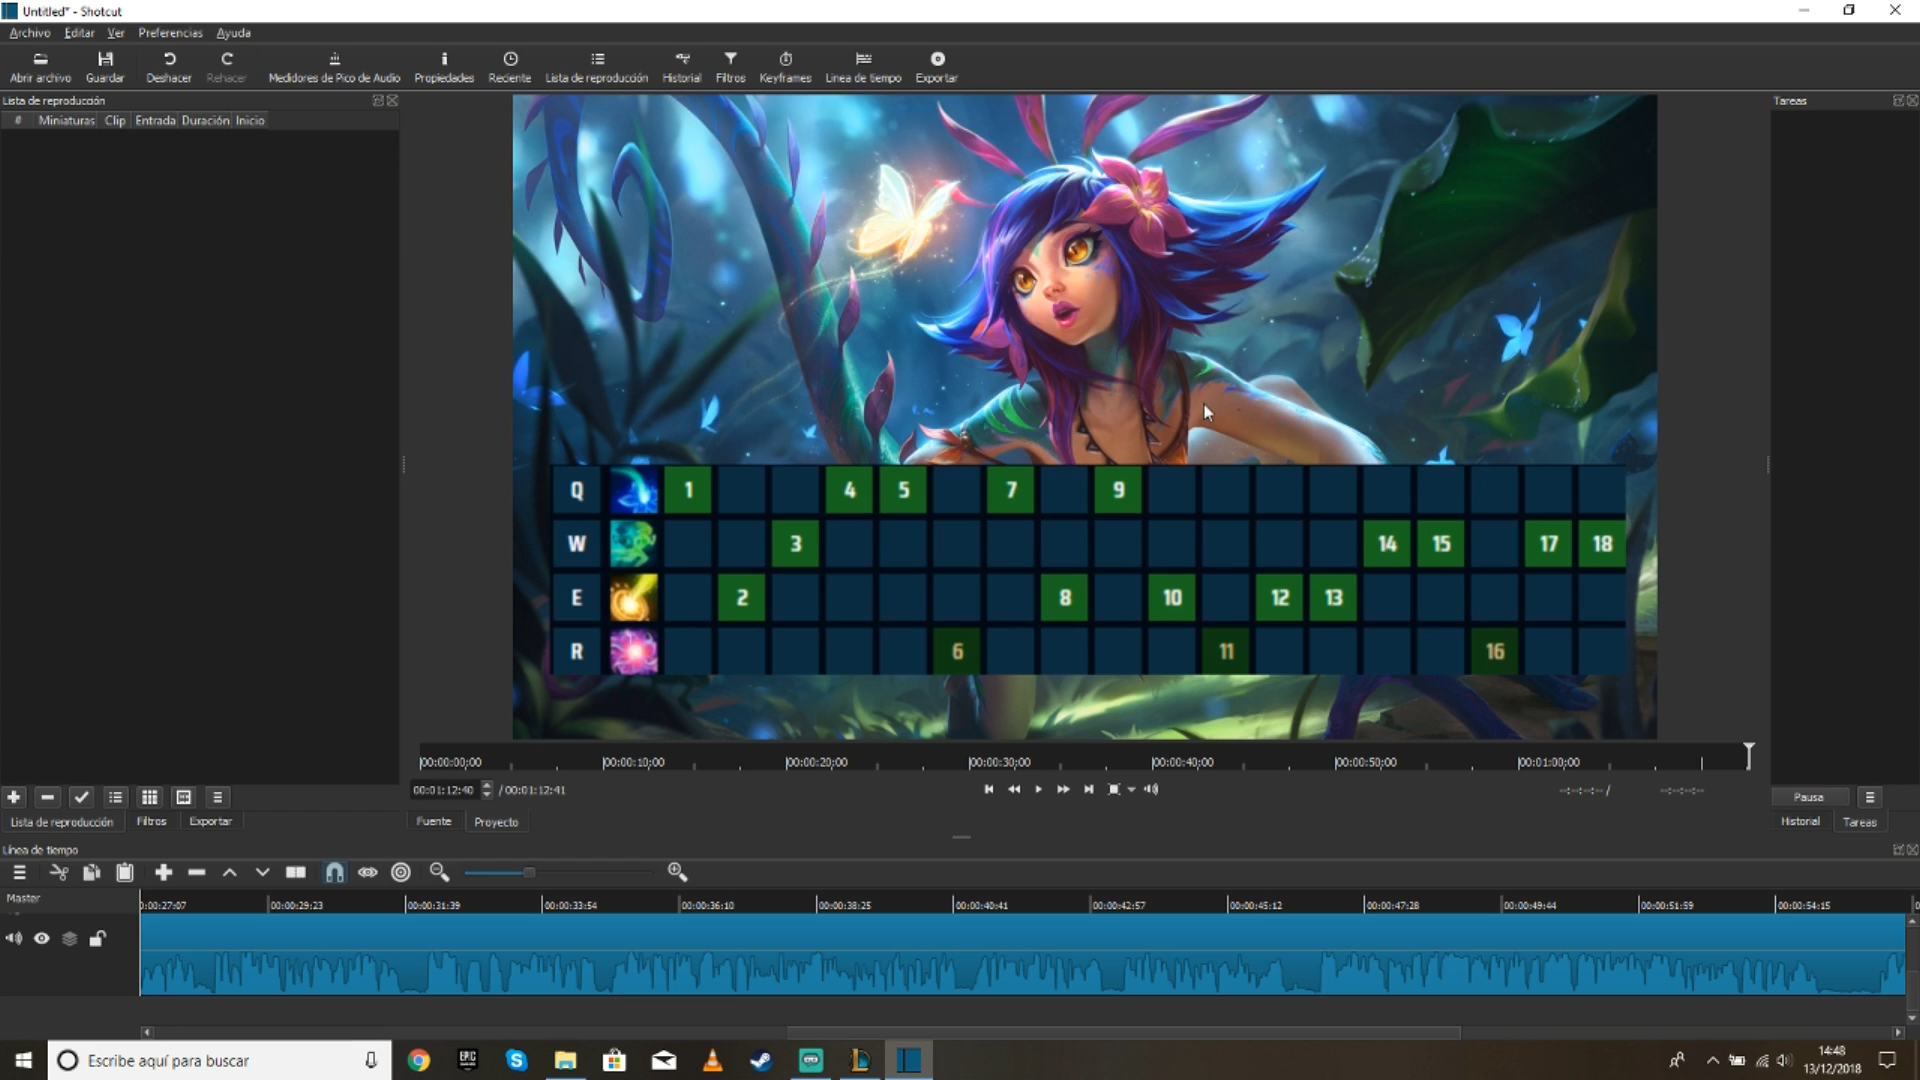 Untitled* - Shotcut
Archivo Editar Ver Preferencias Ayuda
Abrir archivo Guardar Deshacer Rehacer Medidores de Pico de Audio Propiedades Reciente Lista de reproducción Historial Filtros Keyframes Linea de tiempo Exportar
Lista de reproducción
# Miniaturas Clip Entrada Duración Inicio
Tareas
Q 1 4 5 7 9
W 3 14 15 17 18
E 2 8 10 12 13
R 6 11 16
00:00:00;00 00:00:10;00 00:00:20;00 00:00:30;00 00:00:40;00 00:00:50;00 00:01:00;00
00:01:12:40 / 00:01:12:41 --:--:--:-- / --:--:--:--
Pausa
Lista de reproducción Filtros Exportar
Fuente Proyecto
Historial Tareas
Línea de tiempo
Master
0:00:27:07 00:00:29:23 00:00:31:39 00:00:33:54 00:00:36:10 00:00:38:25 00:00:40:41 00:00:42:57 00:00:45:12 00:00:47:28 00:00:49:44 00:00:51:59 00:00:54:15
Escribe aquí para buscar
EPIC
14:48
13/12/2018